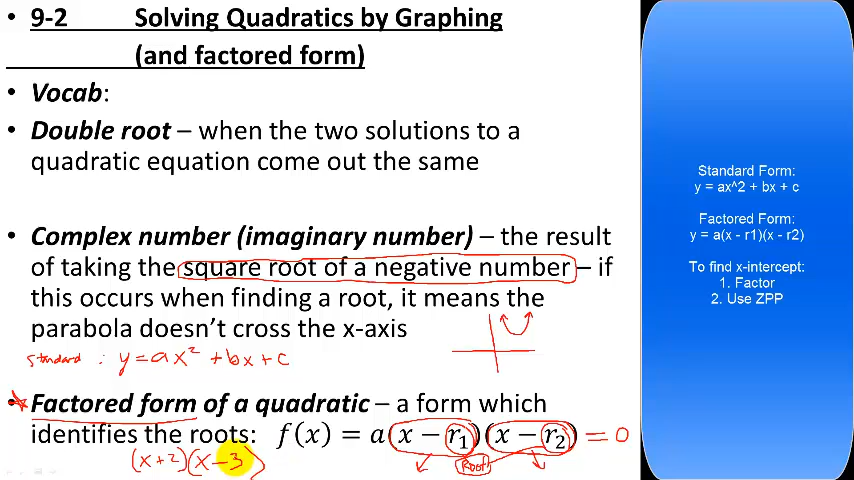 • 9-2 Solving Quadratics by Graphing
(and factored form)
• Vocab:
• Double root – when the two solutions to a
quadratic equation come out the same
• Complex number (imaginary number) – the result
of taking the square root of a negative number – if
this occurs when finding a root, it means the
parabola doesn't cross the x-axis
standard : y = ax² + bx + c
• Factored form of a quadratic – a form which
identifies the roots: f(x) = a(x − r₁)(x − r₂) = 0
(x+2)(x−3)
Root
Standard Form:
y = ax^2 + bx + c
Factored Form:
y = a(x - r1)(x - r2)
To find x-intercept:
1. Factor
2. Use ZPP